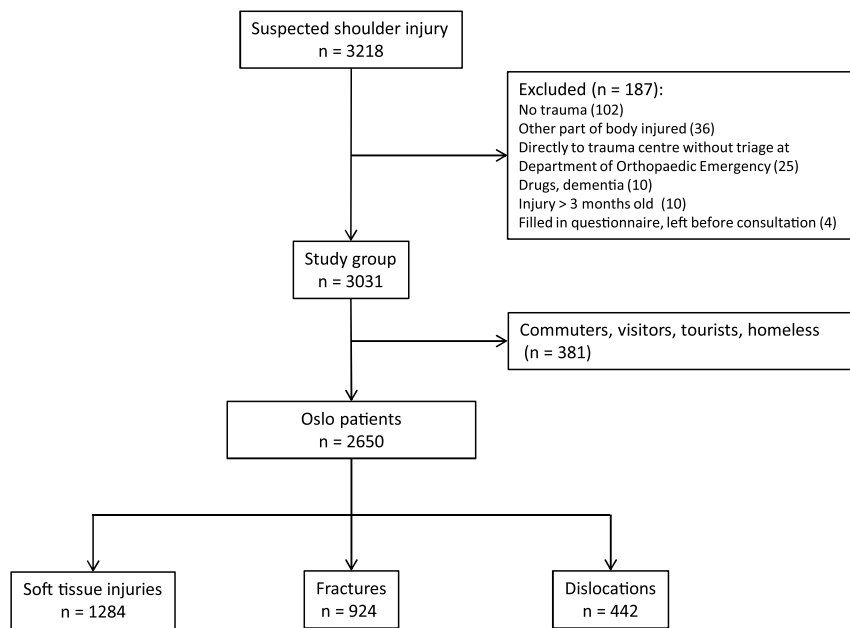 Suspected shoulder injury
n = 3218
Excluded (n = 187):
No trauma (102)
Other part of body injured (36)
Directly to trauma centre without triage at
Department of Orthopaedic Emergency (25)
Drugs, dementia (10)
Injury > 3 months old (10)
Filled in questionnaire, left before consultation (4)
Study group
n = 3031
Commuters, visitors, tourists, homeless
(n = 381)
Oslo patients
n = 2650
Soft tissue injuries
n = 1284
Fractures
n = 924
Dislocations
n = 442